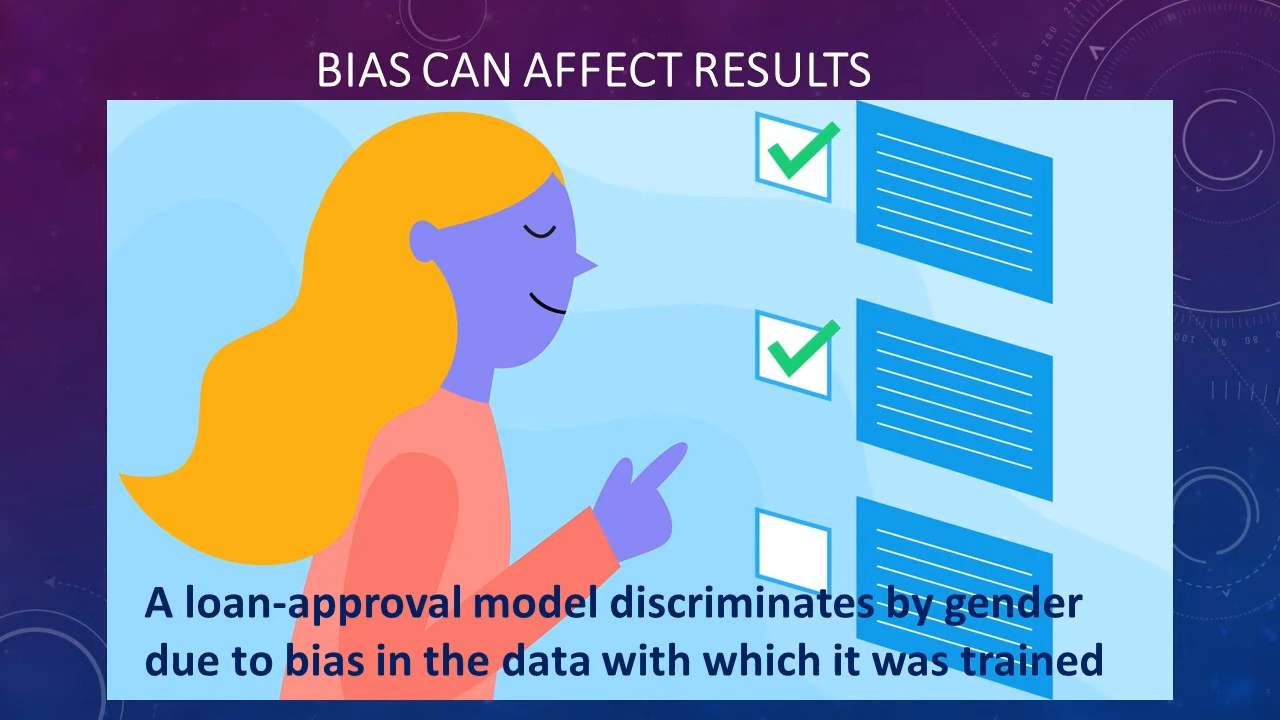 BIAS CAN AFFECT RESULTS
A loan-approval model discriminates by gender
due to bias in the data with which it was trained